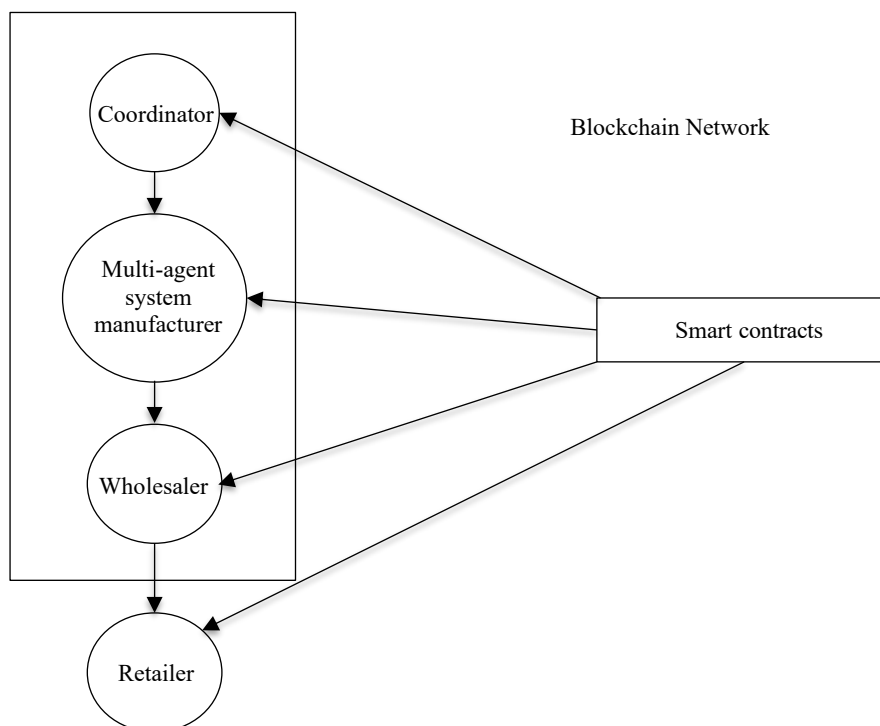 Coordinator
Blockchain Network
Multi-agent
system
manufacturer
Smart contracts
Wholesaler
Retailer